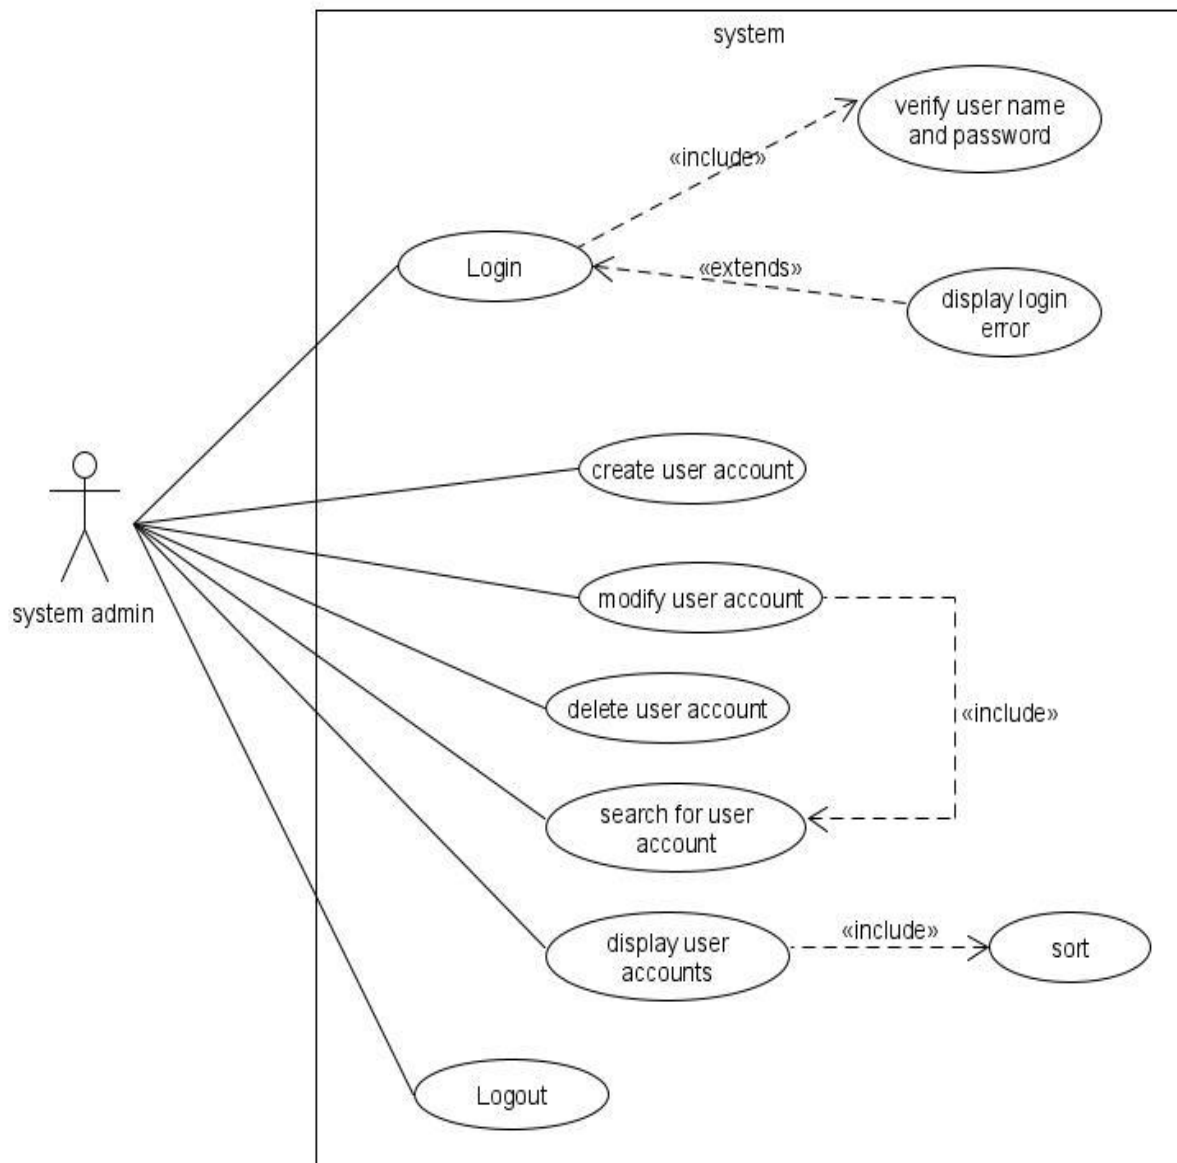 system
verify user name
and password
«include»
Login
«extends»
display login
error
create user account
system admin
modify user account
delete user account
«include»
search for user
account
display user
accounts
«include»
sort
Logout